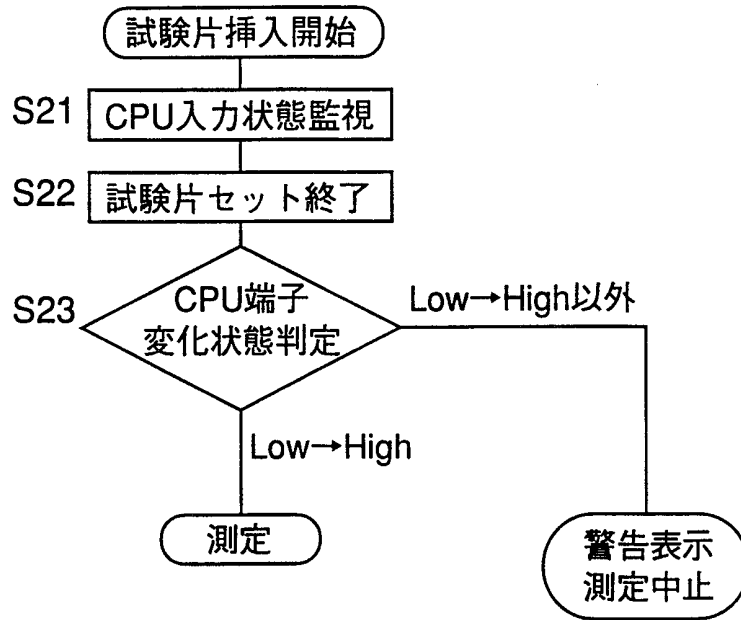 試験片挿入開始
S21
CPU入力状態監視
S22
試験片セット終了
S23
CPU端子
変化状態判定
Low→High以外
Low→High
測定
警告表示
測定中止